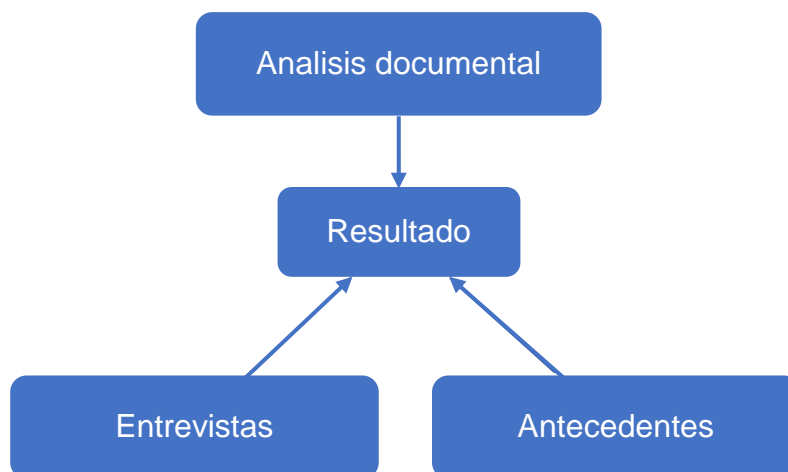 Analisis documental
Resultado
Entrevistas
Antecedentes